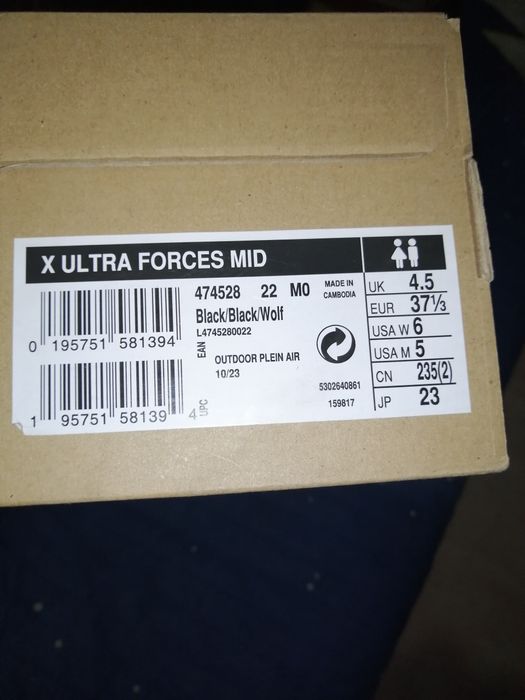 X ULTRA FORCES MID
474528 22 M0
MADE IN
CAMBODIA
Black/Black/Wolf
L4745280022
EAN
0 195751 581394
OUTDOOR PLEIN AIR
10/23
5302640861
159817
1 95751 58139 4
UPC
UK 4.5
EUR 37⅓
USA W 6
USA M 5
CN 235(2)
JP 23